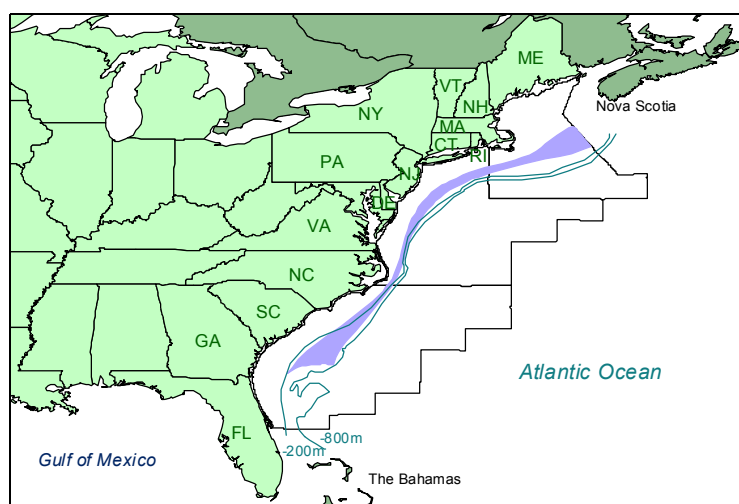 ME
VT
NH
Nova Scotia
NY
MA
CT
RI
PA
NJ
DE
VA
NC
SC
GA
Atlantic Ocean
FL
-800m
-200m
Gulf of Mexico
The Bahamas